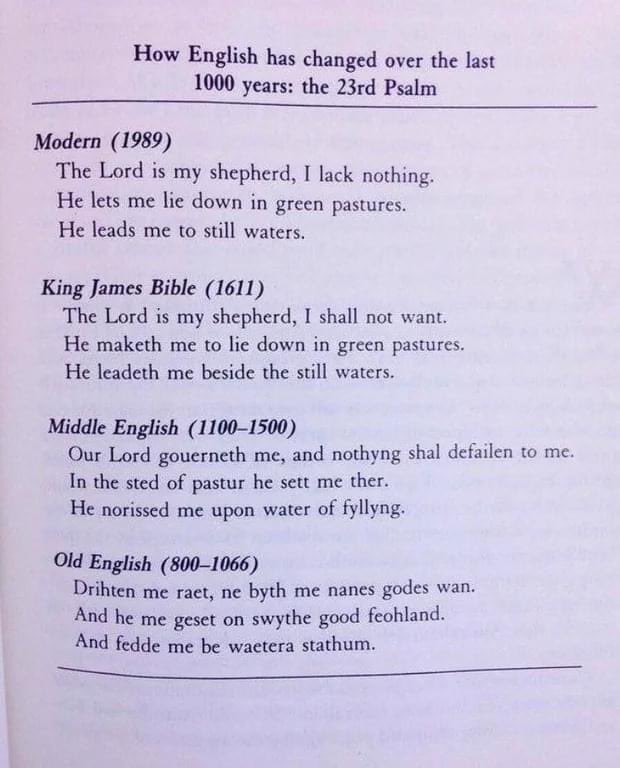 How English has changed over the last
1000 years: the 23rd Psalm
Modern (1989)
The Lord is my shepherd, I lack nothing.
He lets me lie down in green pastures.
He leads me to still waters.
King James Bible (1611)
The Lord is my shepherd, I shall not want.
He maketh me to lie down in green pastures.
He leadeth me beside the still waters.
Middle English (1100–1500)
Our Lord gouerneth me, and nothyng shal defailen to me.
In the sted of pastur he sett me ther.
He norissed me upon water of fyllyng.
Old English (800–1066)
Drihten me raet, ne byth me nanes godes wan.
And he me geset on swythe good feohland.
And fedde me be waetera stathum.